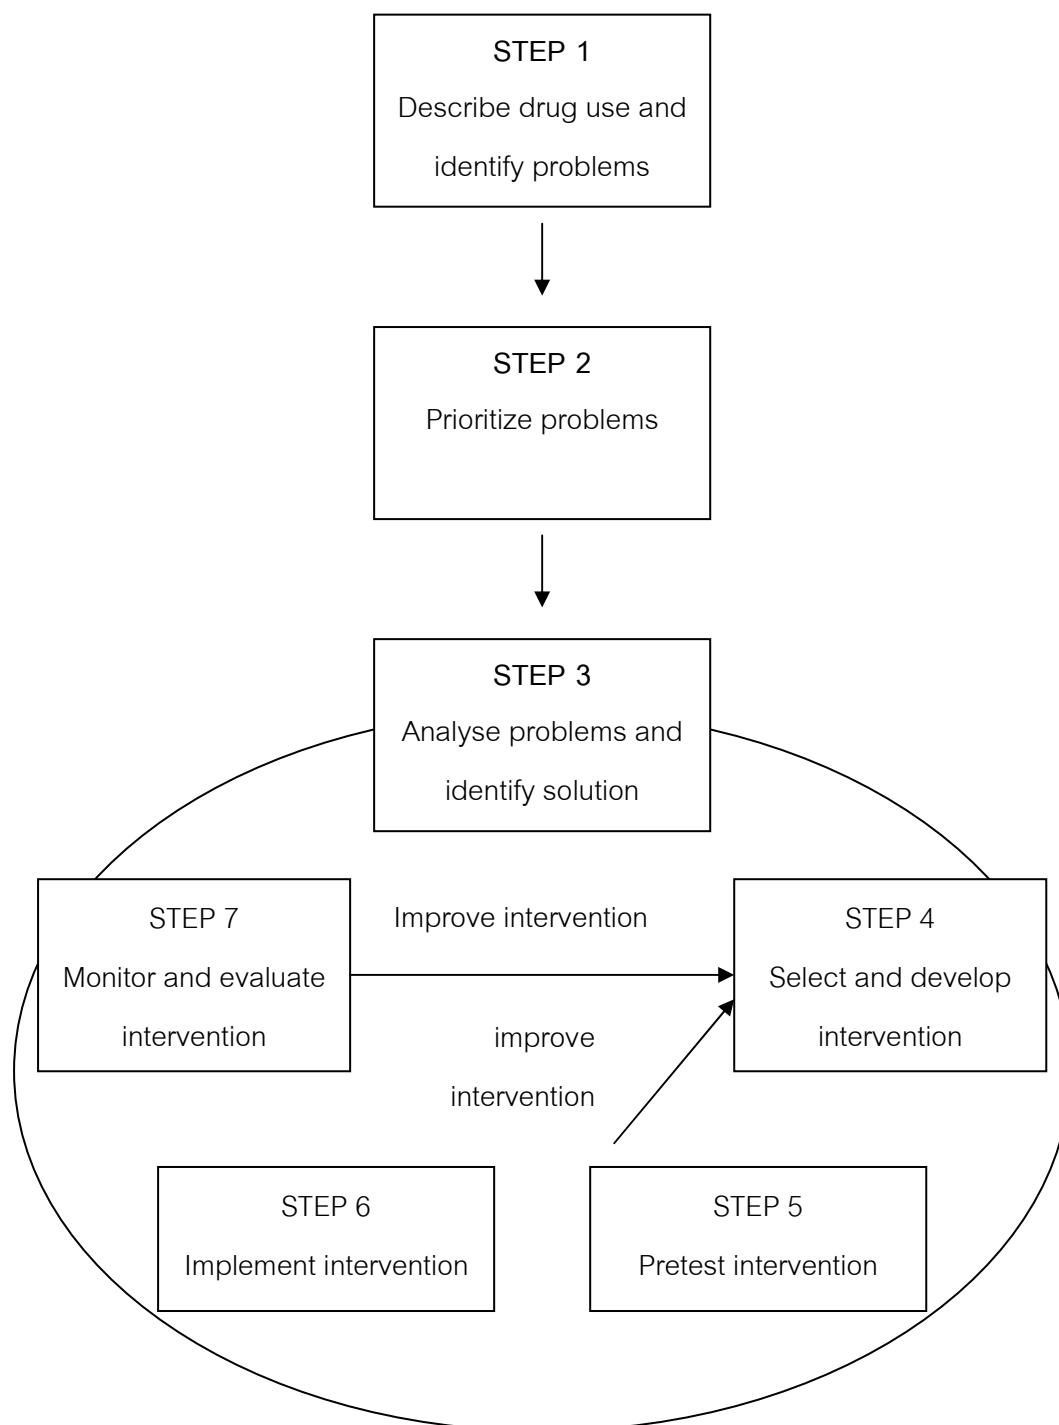 STEP 1
Describe drug use and
identify problems
STEP 2
Prioritize problems
STEP 3
Analyse problems and
identify solution
STEP 7
Monitor and evaluate
intervention
Improve intervention
STEP 4
Select and develop
intervention
improve
intervention
STEP 6
Implement intervention
STEP 5
Pretest intervention